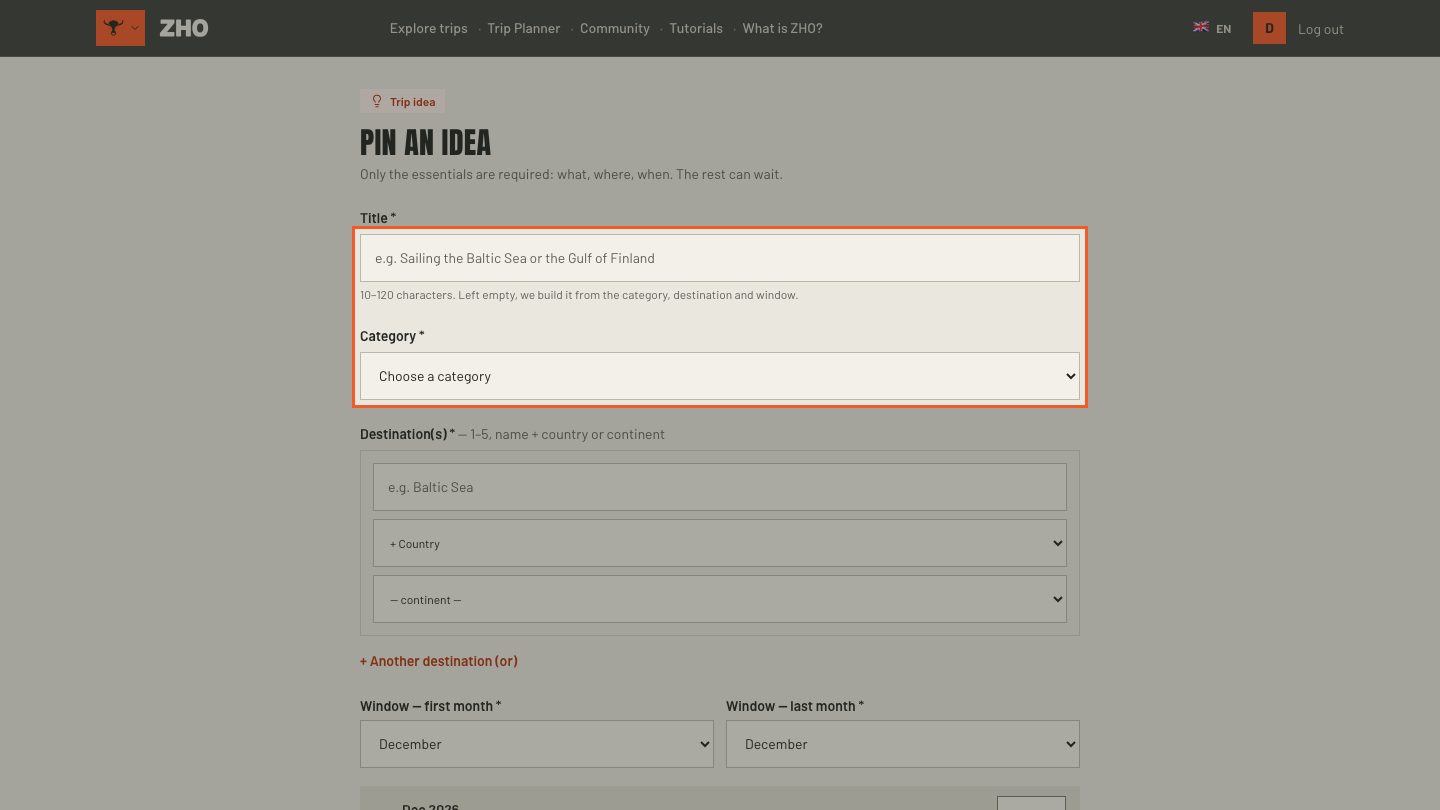 ZHO
Explore trips · Trip Planner · Community · Tutorials · What is ZHO?
EN
D
Log out
Trip idea
PIN AN IDEA
Only the essentials are required: what, where, when. The rest can wait.
Title *
e.g. Sailing the Baltic Sea or the Gulf of Finland
10–120 characters. Left empty, we build it from the category, destination and window.
Category *
Choose a category
Destination(s) * — 1–5, name + country or continent
e.g. Baltic Sea
+ Country
— continent —
+ Another destination (or)
Window — first month *
Window — last month *
December
December
Dec 2026